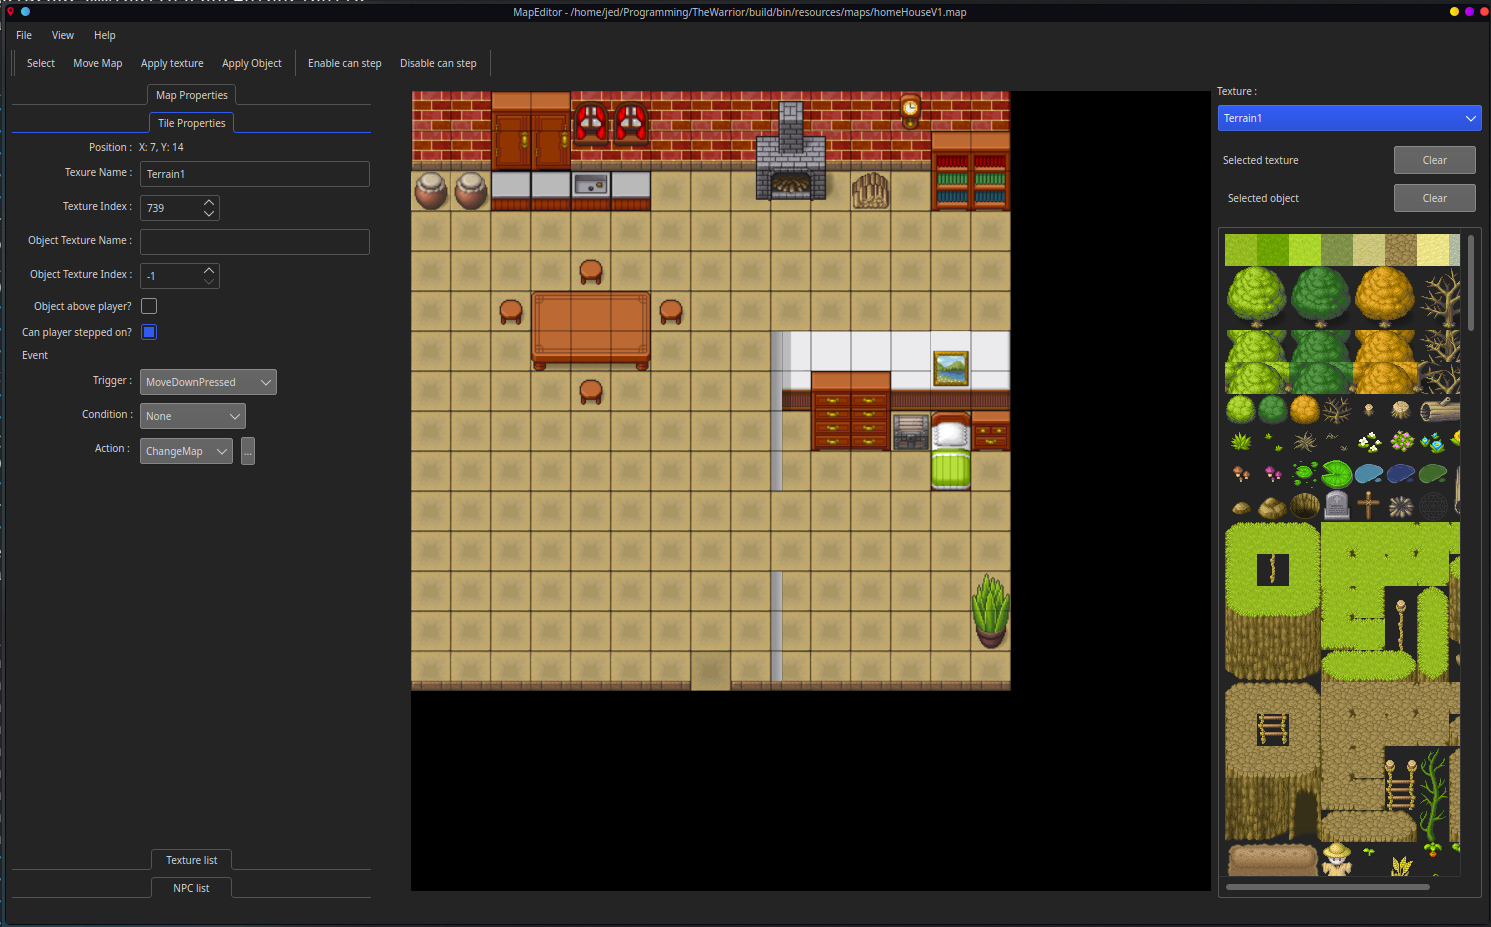 MapEditor - /home/jed/Programming/TheWarrior/build/bin/resources/maps/homeHouseV1.map
File View Help
Select Move Map Apply texture Apply Object Enable can step Disable can step
Map Properties
Tile Properties
Position : X: 7, Y: 14
Texure Name : Terrain1
Texture Index : 739
Object Texture Name :
Object Texture Index : -1
Object above player?
Can player stepped on?
Event
Trigger : MoveDownPressed
Condition : None
Action : ChangeMap ...
Texture list
NPC list
Texture :
Terrain1
Selected texture Clear
Selected object Clear